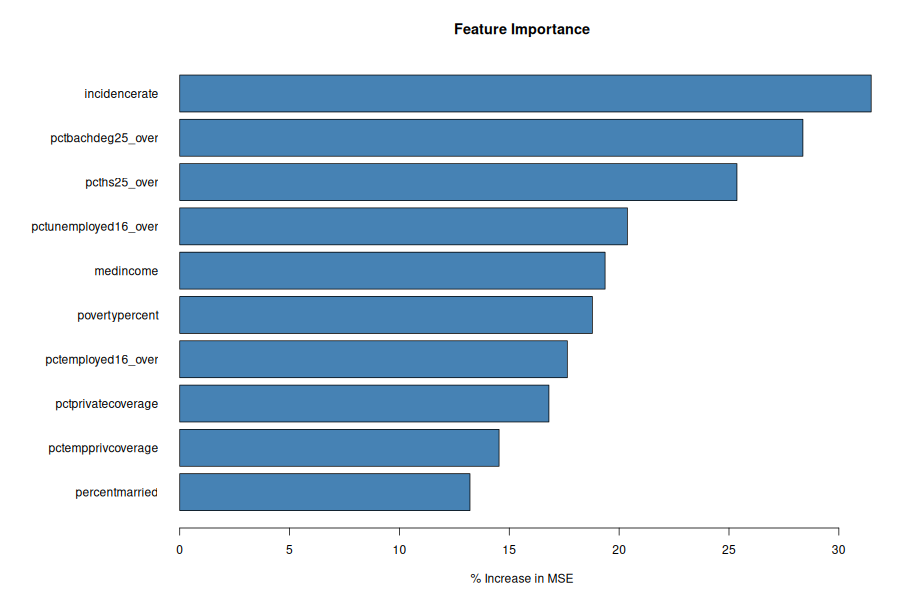 Feature Importance
incidencerate
pctbachdeg25_over
pcths25_over
pctunemployed16_over
medincome
povertypercent
pctemployed16_over
pctprivatecoverage
pctempprivcoverage
percentmarried
0 5 10 15 20 25 30
% Increase in MSE